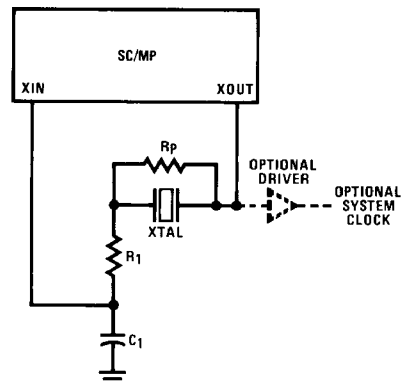 SC/MP
XIN
XOUT
RP
XTAL
OPTIONAL
DRIVER
OPTIONAL
SYSTEM
CLOCK
R1
C1